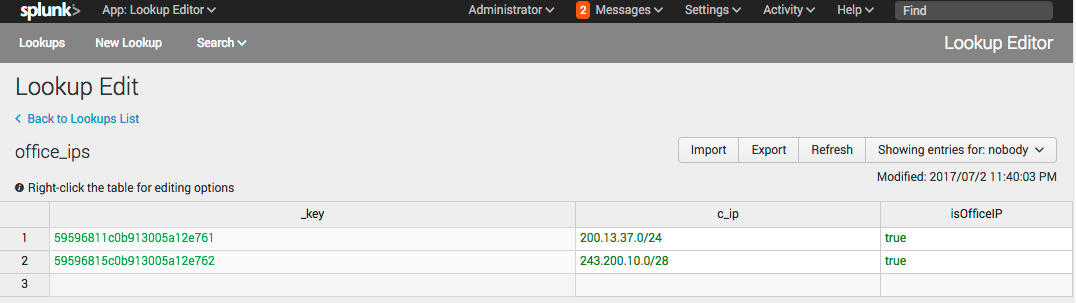 splunk> App: Lookup Editor Administrator 2 Messages Settings Activity Help Find
Lookups New Lookup Search Lookup Editor
Lookup Edit
< Back to Lookups List
office_ips Import Export Refresh Showing entries for: nobody
Modified: 2017/07/2 11:40:03 PM
Right-click the table for editing options
_key c_ip isOfficeIP
1 59596811c0b913005a12e761 200.13.37.0/24 true
2 59596815c0b913005a12e762 243.200.10.0/28 true
3